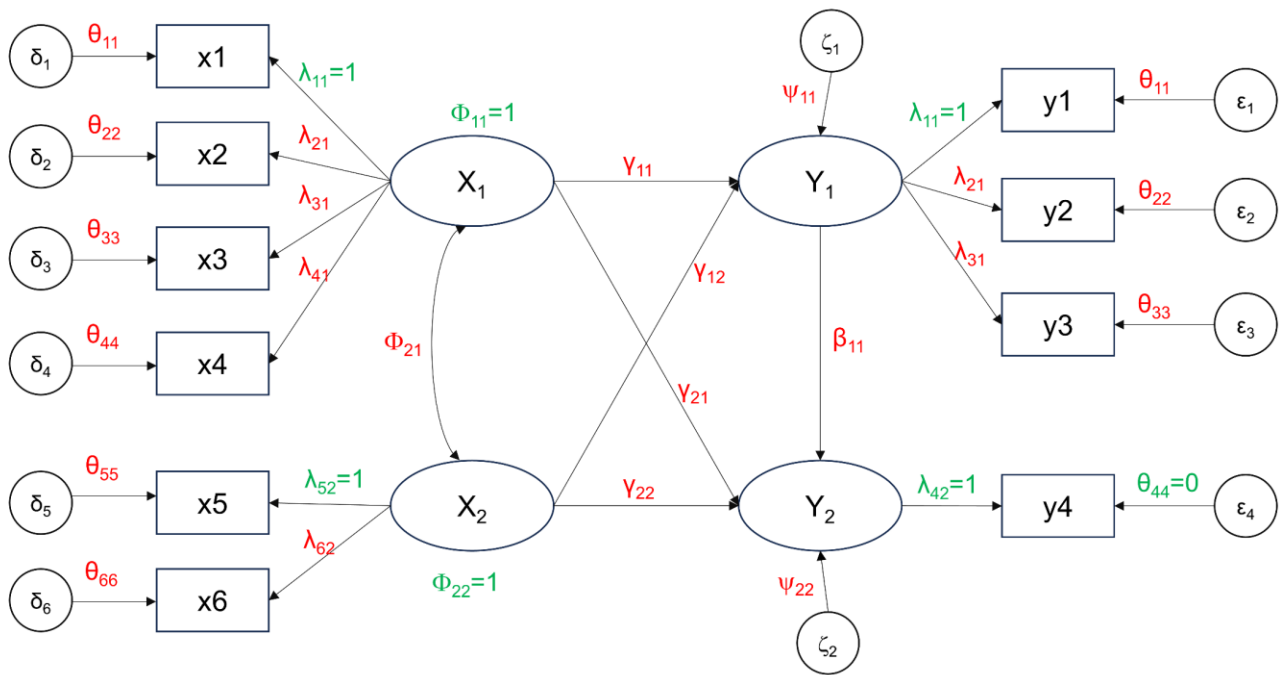 δ₁
θ₁₁
x1
λ₁₁=1
δ₂
θ₂₂
x2
λ₂₁
δ₃
θ₃₃
x3
λ₃₁
δ₄
θ₄₄
x4
λ₄₁
δ₅
θ₅₅
x5
λ₅₂=1
δ₆
θ₆₆
x6
λ₆₂
Φ₁₁=1
X₁
Φ₂₁
X₂
Φ₂₂=1
γ₁₁
γ₁₂
γ₂₁
γ₂₂
ζ₁
ψ₁₁
Y₁
β₁₁
Y₂
ψ₂₂
ζ₂
λ₁₁=1
y1
θ₁₁
ε₁
λ₂₁
y2
θ₂₂
ε₂
λ₃₁
y3
θ₃₃
ε₃
λ₄₂=1
y4
θ₄₄=0
ε₄